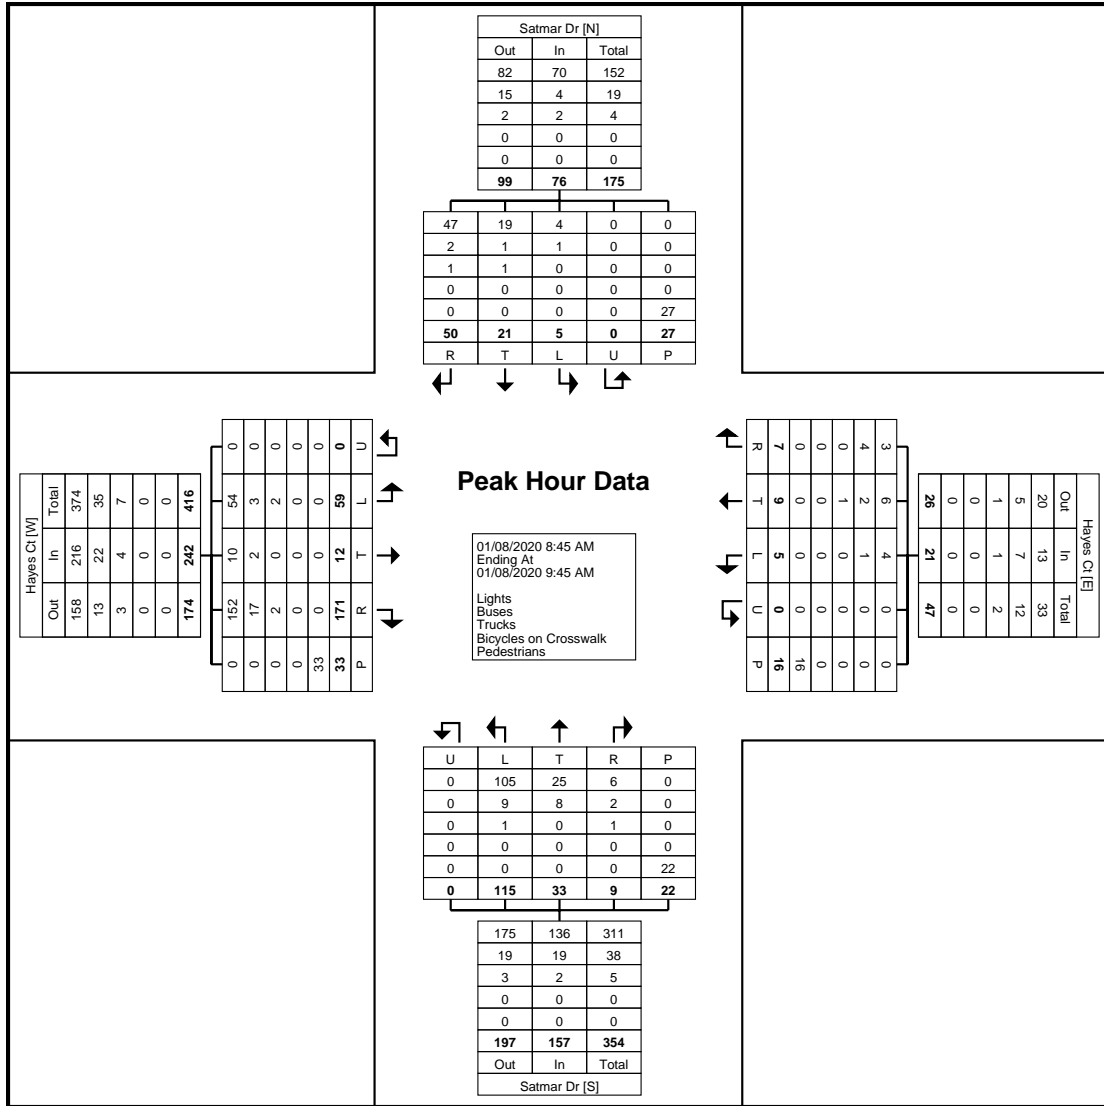 Satmar Dr [N]
Out In Total
82 70 152
15 4 19
2 2 4
0 0 0
0 0 0
99 76 175
47 19 4 0 0
2 1 1 0 0
1 1 0 0 0
0 0 0 0 0
0 0 0 0 27
50 21 5 0 27
R T L U P
Hayes Ct [W]
Out In Total
158 216 374
13 22 35
3 4 7
0 0 0
0 0 0
174 242 416
0 152 10 54 0
0 17 2 3 0
0 2 0 2 0
0 0 0 0 0
33 0 0 0 0
33 171 12 59 0
P R T L U
Peak Hour Data
01/08/2020 8:45 AM
Ending At
01/08/2020 9:45 AM
Lights
Buses
Trucks
Bicycles on Crosswalk
Pedestrians
Hayes Ct [E]
Out In Total
20 13 33
5 7 12
1 1 2
0 0 0
0 0 0
26 21 47
3 6 4 0 0
4 2 1 0 0
0 1 0 0 0
0 0 0 0 0
0 0 0 0 16
7 9 5 0 16
R T L U P
U L T R P
0 105 25 6 0
0 9 8 2 0
0 1 0 1 0
0 0 0 0 0
0 0 0 0 22
0 115 33 9 22
175 136 311
19 19 38
3 2 5
0 0 0
0 0 0
197 157 354
Out In Total
Satmar Dr [S]